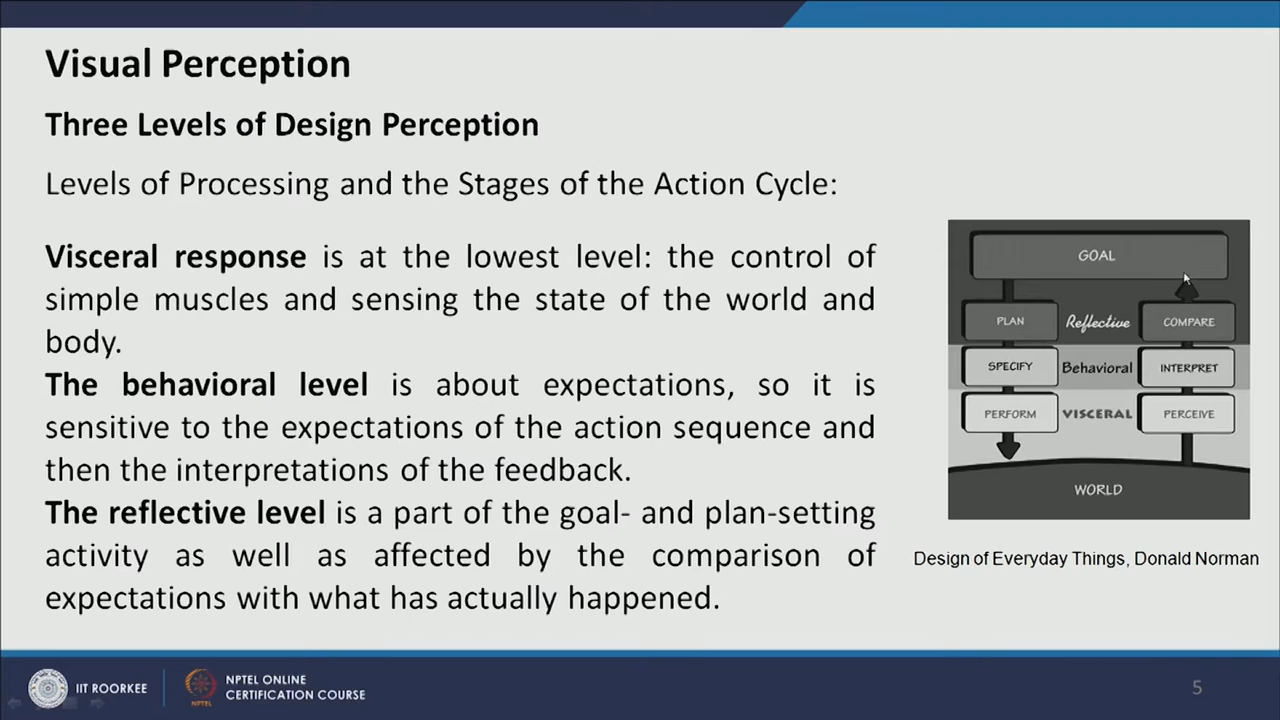 Visual Perception
Three Levels of Design Perception
Levels of Processing and the Stages of the Action Cycle:
Visceral response is at the lowest level: the control of
simple muscles and sensing the state of the world and
body.
The behavioral level is about expectations, so it is
sensitive to the expectations of the action sequence and
then the interpretations of the feedback.
The reflective level is a part of the goal- and plan-setting
activity as well as affected by the comparison of
expectations with what has actually happened.
GOAL
PLAN Reflective COMPARE
SPECIFY Behavioral INTERPRET
PERFORM VISCERAL PERCEIVE
WORLD
Design of Everyday Things, Donald Norman
IIT ROORKEE
NPTEL
NPTEL ONLINE
CERTIFICATION COURSE
5